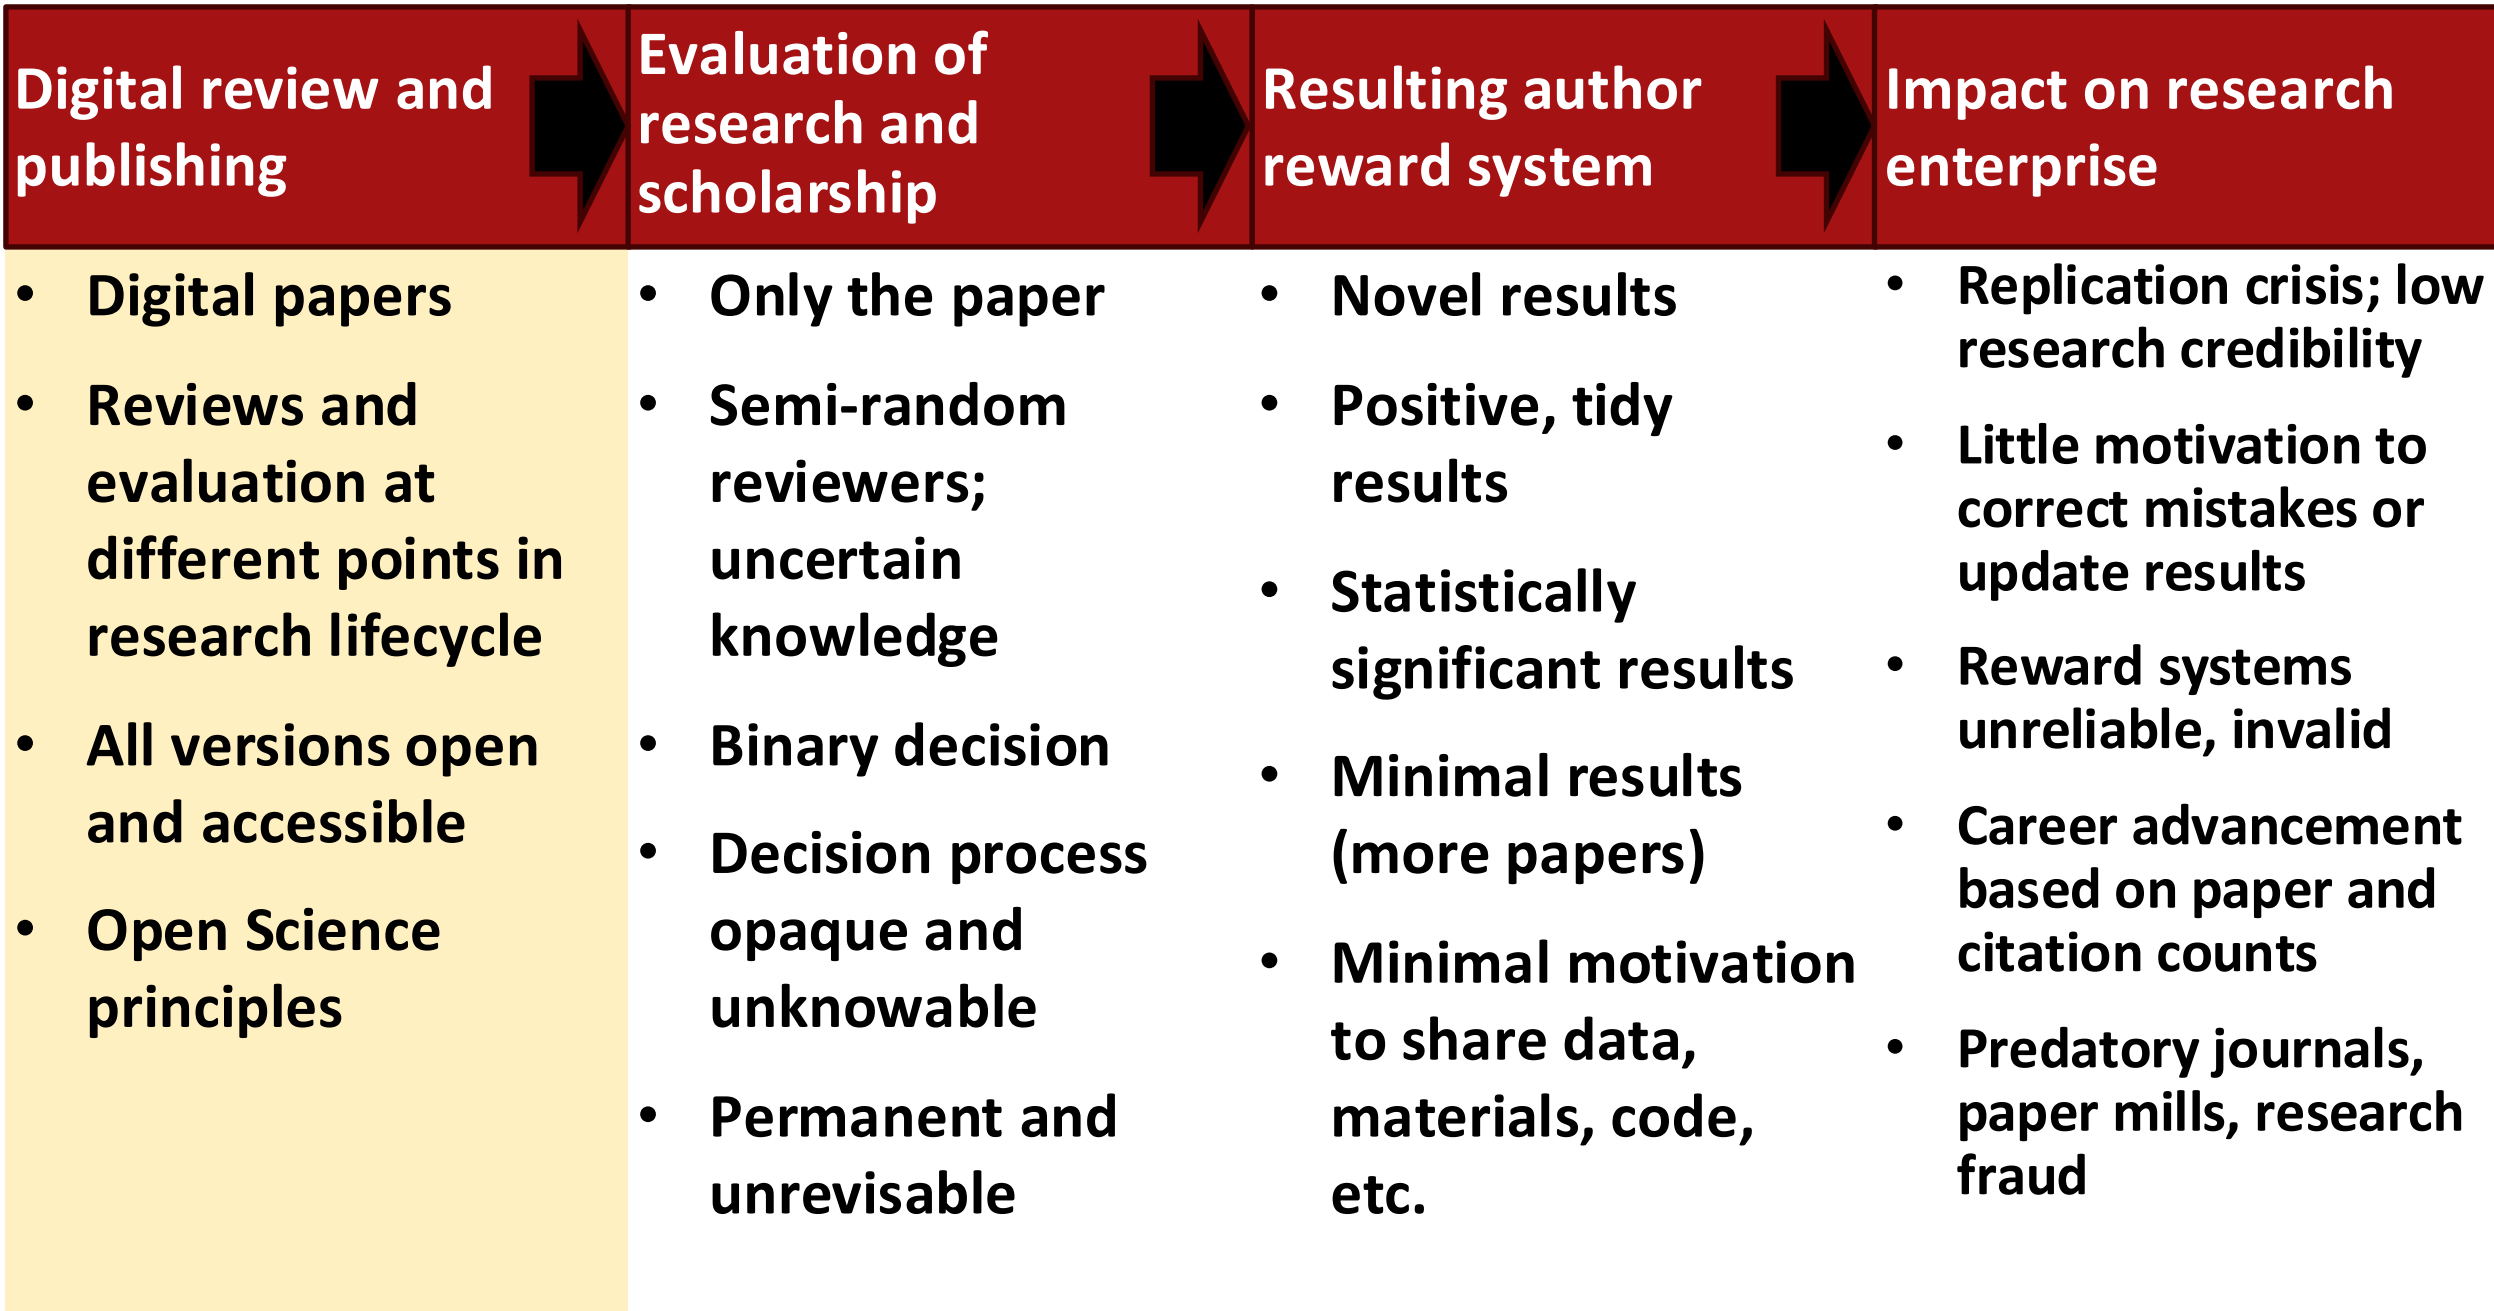 Digital review and
publishing
Evaluation of
research and
scholarship
Resulting author
reward system
Impact on research
enterprise
• Digital papers
• Reviews and
evaluation at
different points in
research lifecycle
• All versions open
and accessible
• Open Science
principles
• Only the paper
• Semi-random
reviewers;
uncertain
knowledge
• Binary decision
• Decision process
opaque and
unknowable
• Permanent and
unrevisable
• Novel results
• Positive, tidy
results
• Statistically
significant results
• Minimal results
(more papers)
• Minimal motivation
to share data,
materials, code,
etc.
• Replication crisis; low
research credibility
• Little motivation to
correct mistakes or
update results
• Reward systems
unreliable, invalid
• Career advancement
based on paper and
citation counts
• Predatory journals,
paper mills, research
fraud